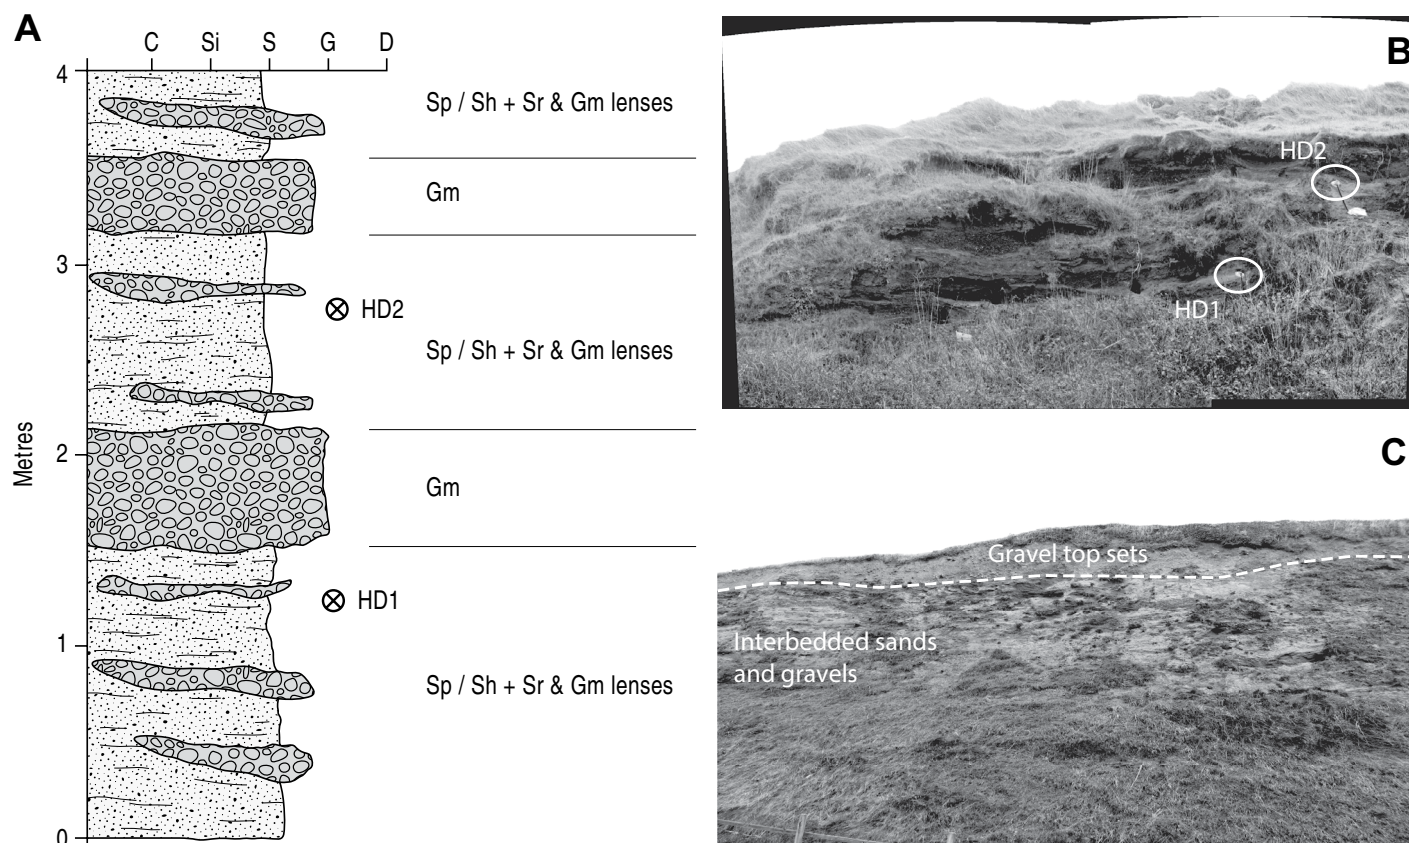 A
C Si S G D
4
Sp / Sh + Sr & Gm lenses
Gm
3
HD2
Sp / Sh + Sr & Gm lenses
Metres
2
Gm
HD1
1
Sp / Sh + Sr & Gm lenses
0
B
HD2
HD1
C
Gravel top sets
Interbedded sands
and gravels